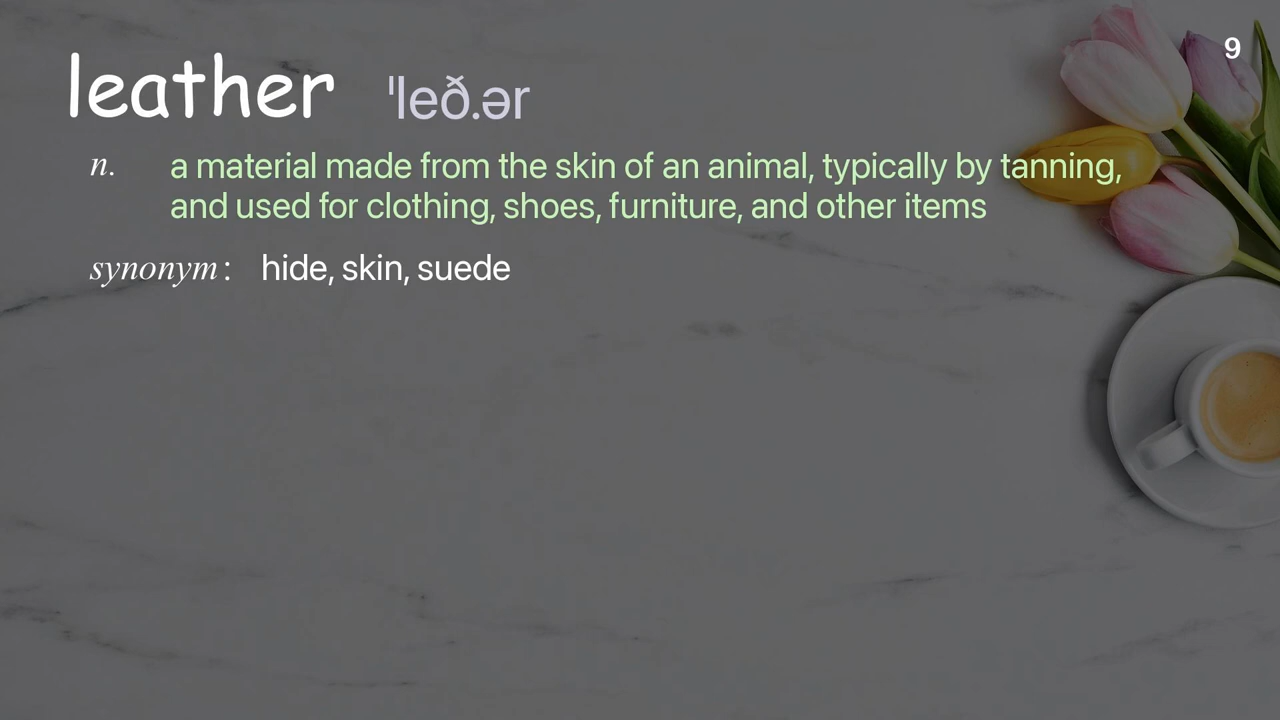 9
leather ˈleð.ər
n. a material made from the skin of an animal, typically by tanning,
and used for clothing, shoes, furniture, and other items
synonym: hide, skin, suede